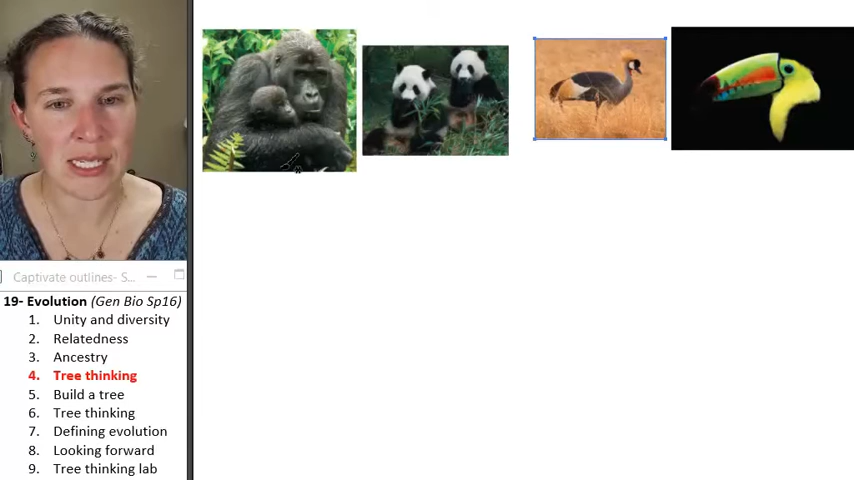 Captivate outlines- S...
19- Evolution (Gen Bio Sp16)
1. Unity and diversity
2. Relatedness
3. Ancestry
4. Tree thinking
5. Build a tree
6. Tree thinking
7. Defining evolution
8. Looking forward
9. Tree thinking lab